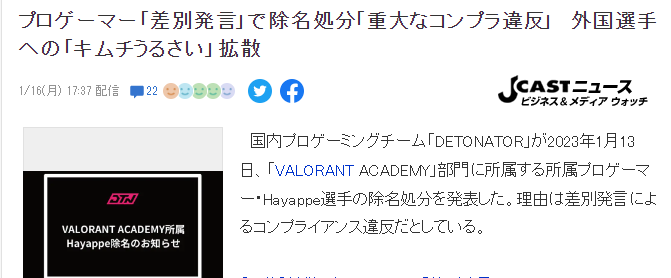 プロゲーマー「差別発言」で除名処分「重大なコンプラ違反」　外国選手
への「キムチうるさい」 拡散
1/16(月) 17:37 配信
22
JCASTニュース
ビジネス＆メディア ウォッチ
国内プロゲーミングチーム「DETONATOR」が2023年1月13
日、「VALORANT ACADEMY」部門に所属する所属プロゲーマ
ー・Hayappe選手の除名処分を発表した。理由は差別発言によ
るコンプライアンス違反だとしている。
DTN
VALORANT ACADEMY所属
Hayappe除名のお知らせ